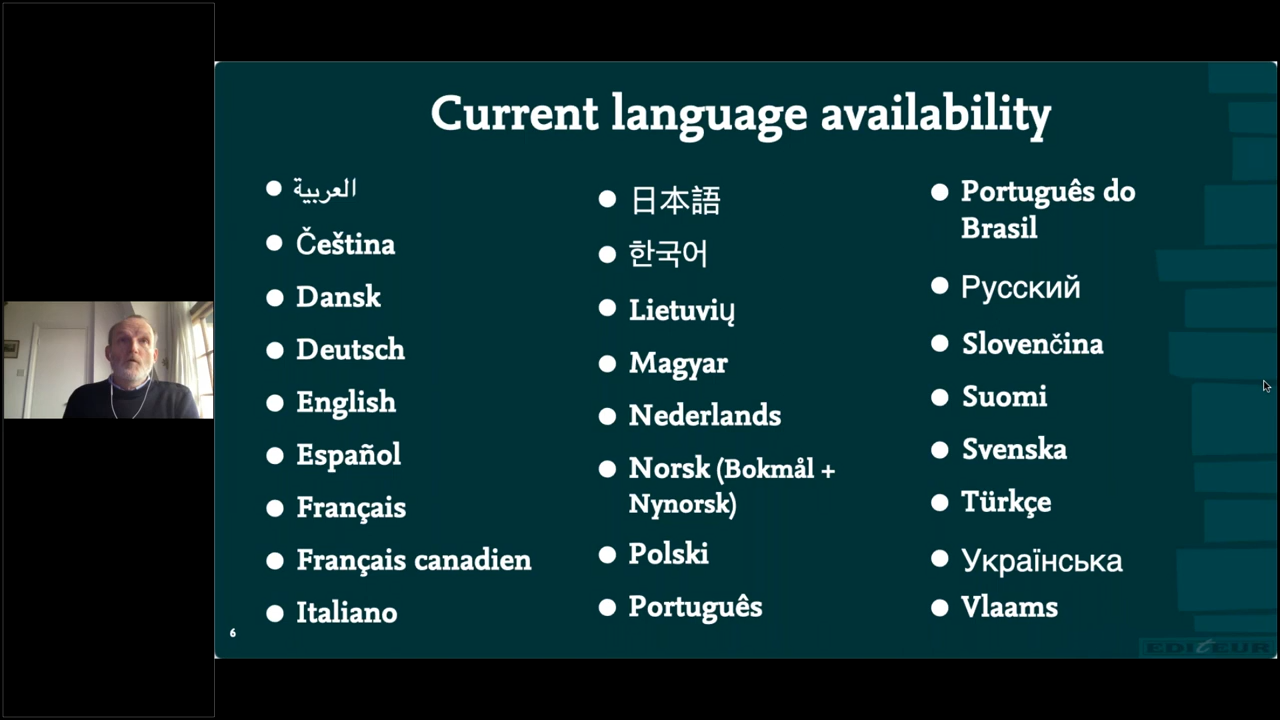 Current language availability
العربية
Čeština
Dansk
Deutsch
English
Español
Français
Français canadien
Italiano
日本語
한국어
Lietuvių
Magyar
Nederlands
Norsk (Bokmål +
Nynorsk)
Polski
Português
Português do
Brasil
Русский
Slovenčina
Suomi
Svenska
Türkçe
Українська
Vlaams
6
EDItEUR